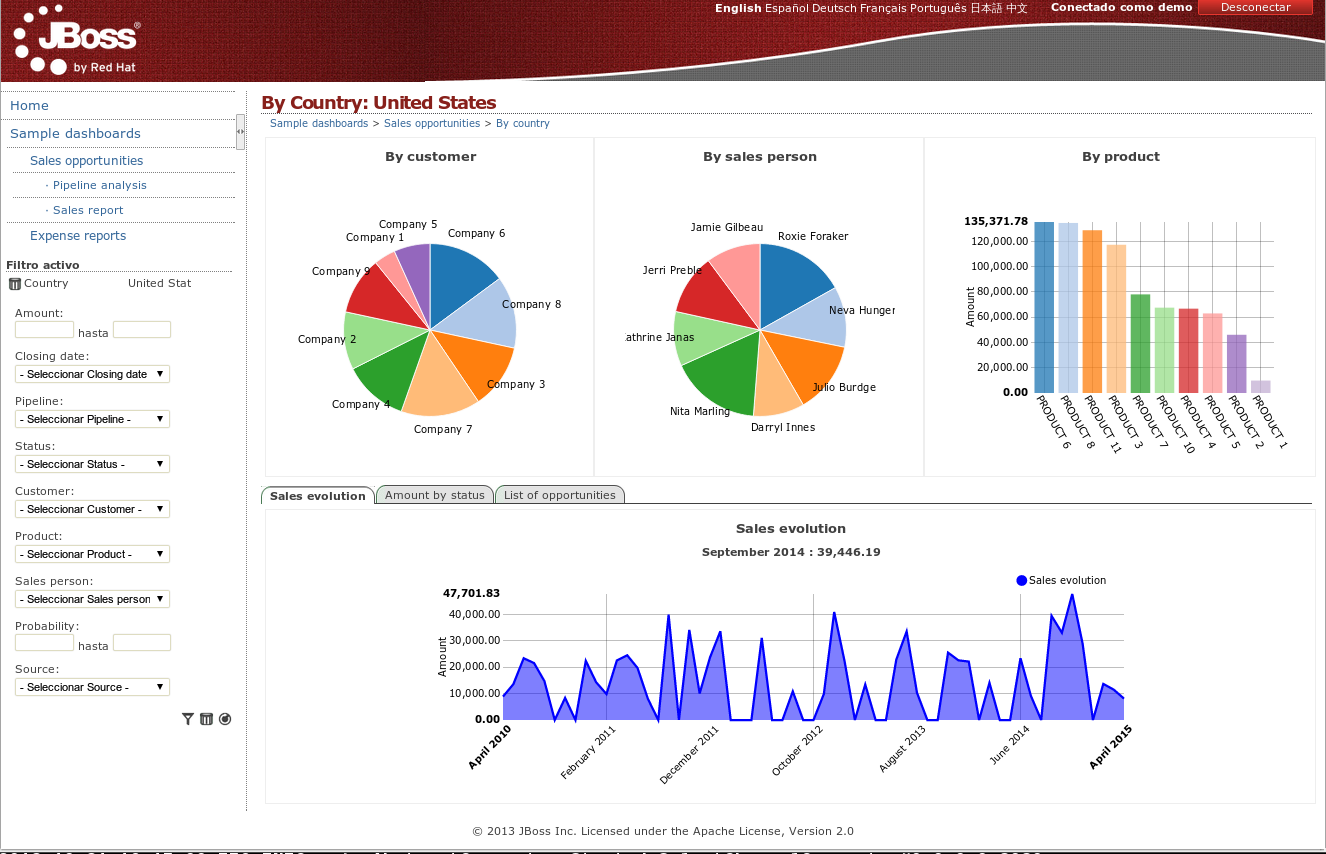 English Español Deutsch Français Português 日本語 中文 Conectado como demo Desconectar
JBoss®
by Red Hat
Home
Sample dashboards
Sales opportunities
· Pipeline analysis
· Sales report
Expense reports
Filtro activo
Country United Stat
Amount:
hasta
Closing date:
- Seleccionar Closing date
Pipeline:
- Seleccionar Pipeline -
Status:
- Seleccionar Status -
Customer:
- Seleccionar Customer -
Product:
- Seleccionar Product -
Sales person:
- Seleccionar Sales person
Probability:
hasta
Source:
- Seleccionar Source -
By Country: United States
Sample dashboards > Sales opportunities > By country
By customer
Company 5
Company 6
Company 1
Company 9
Company 8
Company 2
Company 3
Company 4
Company 7
By sales person
Jamie Gilbeau
Roxie Foraker
Jerri Preble
Neva Hunger
athrine Janas
Julio Burdge
Nita Marling
Darryl Innes
By product
135,371.78
120,000.00
100,000.00
80,000.00
60,000.00
40,000.00
20,000.00
0.00
Amount
PRODUCT 6
PRODUCT 8
PRODUCT 11
PRODUCT 3
PRODUCT 7
PRODUCT 10
PRODUCT 4
PRODUCT 5
PRODUCT 2
PRODUCT 1
Sales evolution Amount by status List of opportunities
Sales evolution
September 2014 : 39,446.19
Sales evolution
47,701.83
40,000.00
30,000.00
20,000.00
10,000.00
0.00
Amount
April 2010
February 2011
December 2011
October 2012
August 2013
June 2014
April 2015
© 2013 JBoss Inc. Licensed under the Apache License, Version 2.0